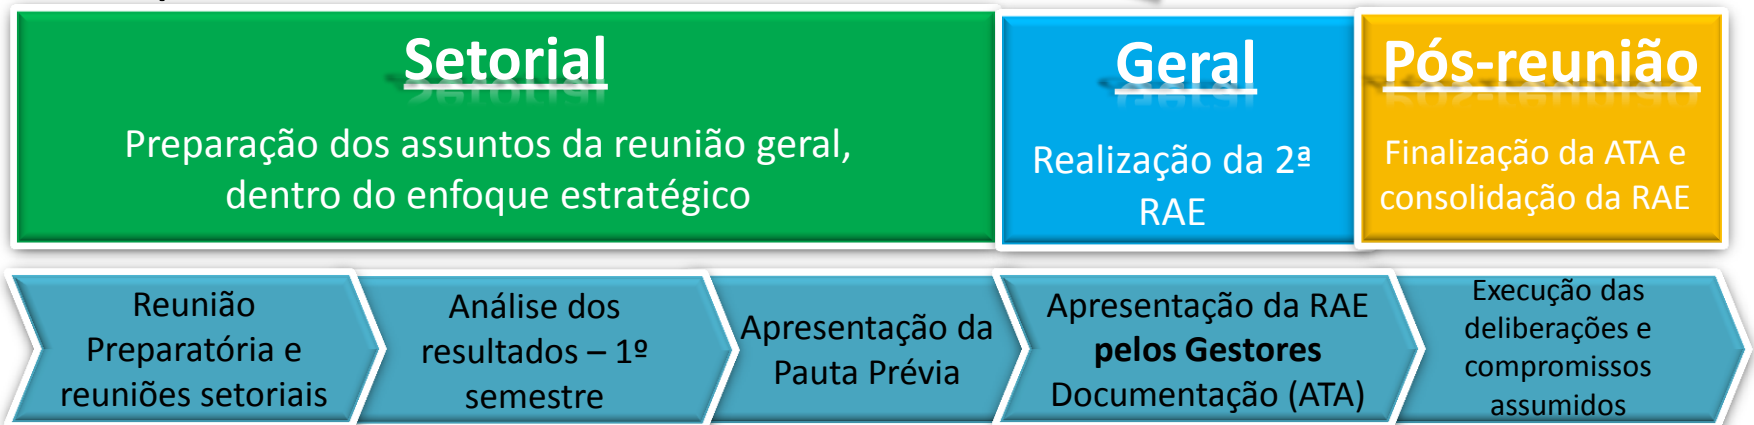 Setorial
Preparação dos assuntos da reunião geral,
dentro do enfoque estratégico
Geral
Realização da 2ª
RAE
Pós-reunião
Finalização da ATA e
consolidação da RAE
Reunião
Preparatória e
reuniões setoriais
Análise dos
resultados – 1º
semestre
Apresentação da
Pauta Prévia
Apresentação da RAE
pelos Gestores
Documentação (ATA)
Execução das
deliberações e
compromissos
assumidos